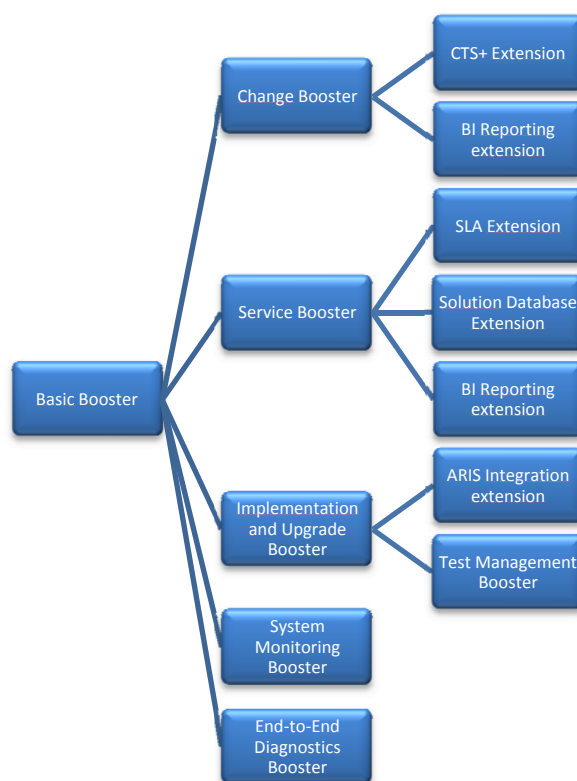 CTS+ Extension
Change Booster
BI Reporting
extension
SLA Extension
Service Booster
Solution Database
Extension
Basic Booster
BI Reporting
extension
ARIS Integration
extension
Implementation
and Upgrade
Booster
Test Management
Booster
System
Monitoring
Booster
End-to-End
Diagnostics
Booster